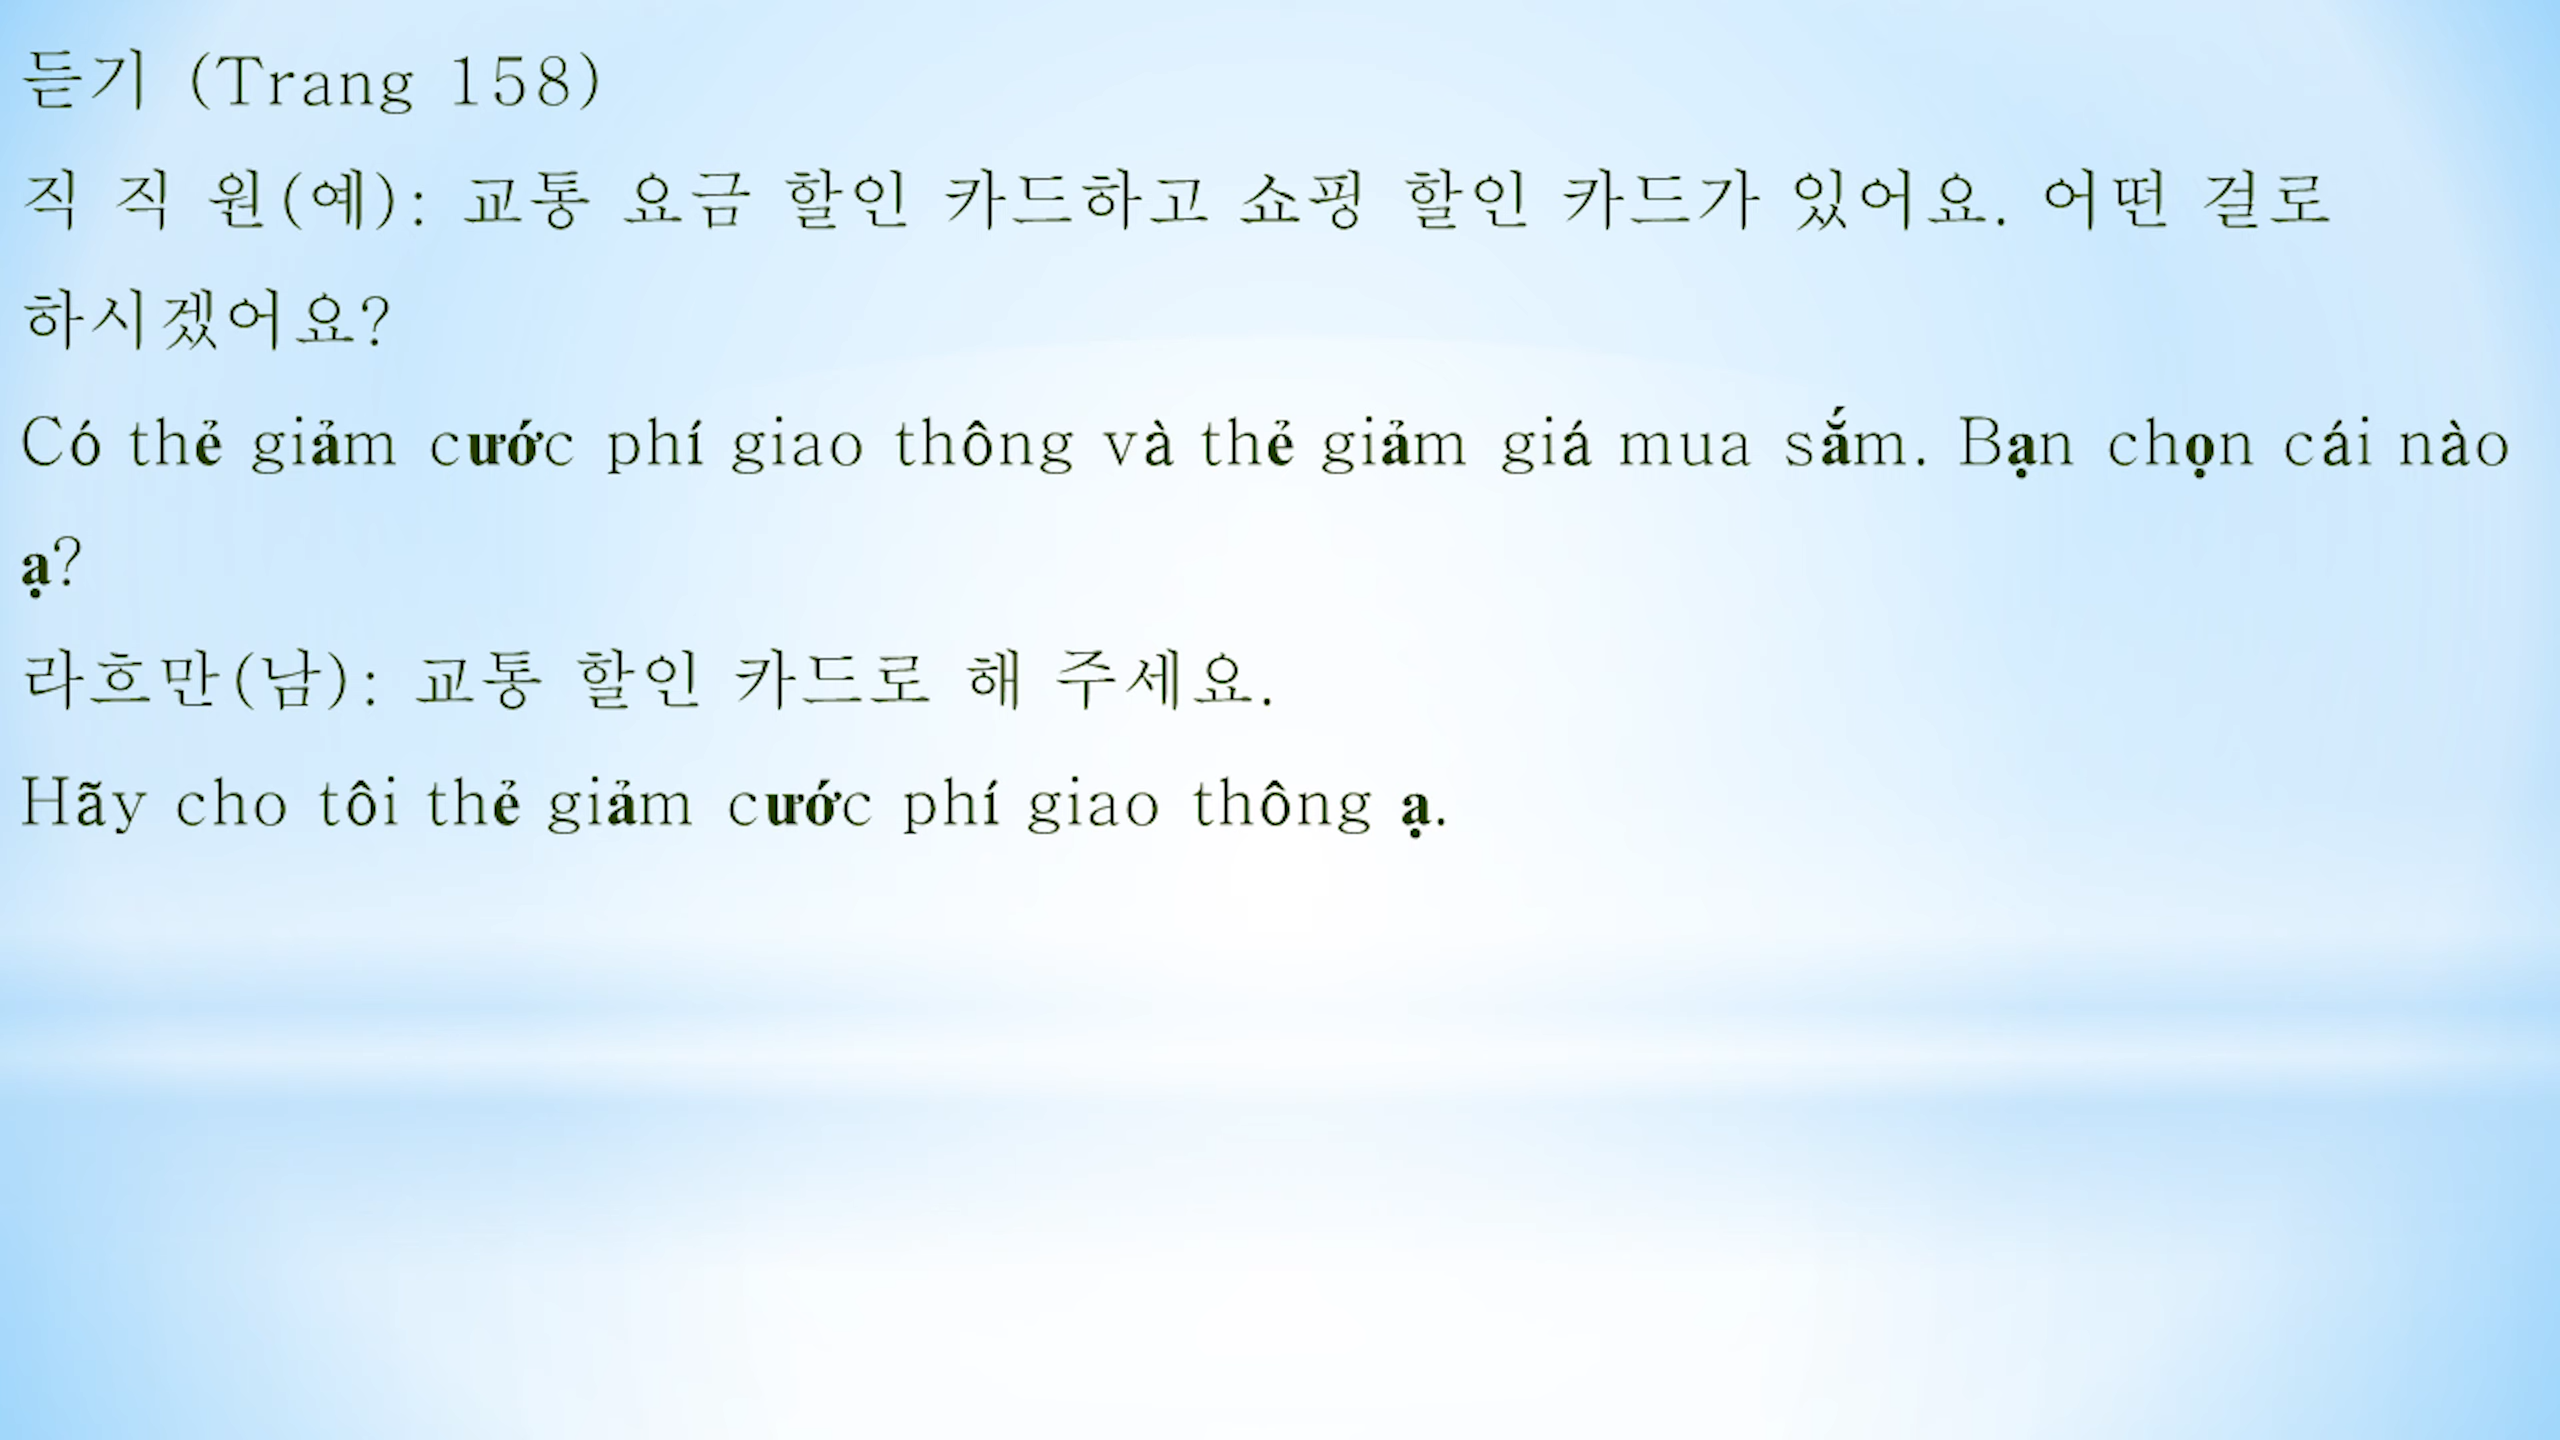 듣기 (Trang 158)
직 직 원(예): 교통 요금 할인 카드하고 쇼핑 할인 카드가 있어요. 어떤 걸로
하시겠어요?
Có thẻ giảm cước phí giao thông và thẻ giảm giá mua sắm. Bạn chọn cái nào
ạ?
라흐만(남): 교통 할인 카드로 해 주세요.
Hãy cho tôi thẻ giảm cước phí giao thông ạ.